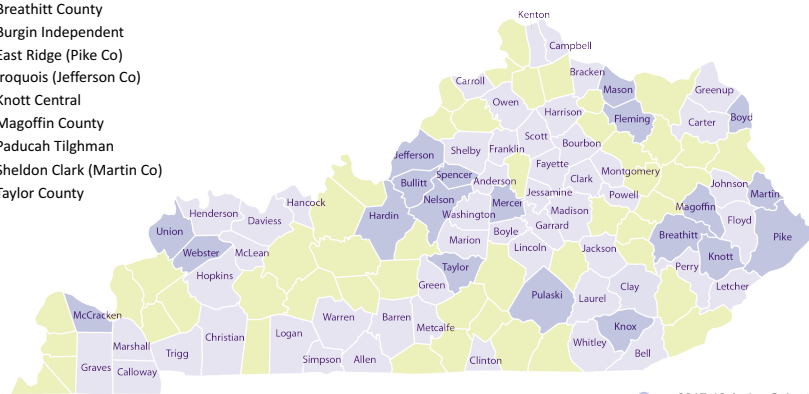 Breathitt County
Burgin Independent
East Ridge (Pike Co)
Iroquois (Jefferson Co)
Knott Central
Magoffin County
Paducah Tilghman
Sheldon Clark (Martin Co)
Taylor County
Kenton
Campbell
Carroll
Bracken
Mason
Greenup
Owen
Harrison
Fleming
Carter
Boyd
Scott
Bourbon
Jefferson
Shelby
Franklin
Fayette
Bullitt
Spencer
Anderson
Clark
Montgomery
Johnson
Martin
Hancock
Nelson
Mercer
Jessamine
Powell
Magoffin
Henderson
Daviess
Hardin
Washington
Madison
Floyd
Union
Marion
Boyle
Garrard
Breathitt
Pike
Webster
McLean
Lincoln
Jackson
Knott
Hopkins
Taylor
Perry
Green
Pulaski
Laurel
Clay
Letcher
McCracken
Warren
Barren
Metcalfe
Knox
Marshall
Christian
Logan
Whitley
Graves
Calloway
Trigg
Simpson
Allen
Clinton
Bell